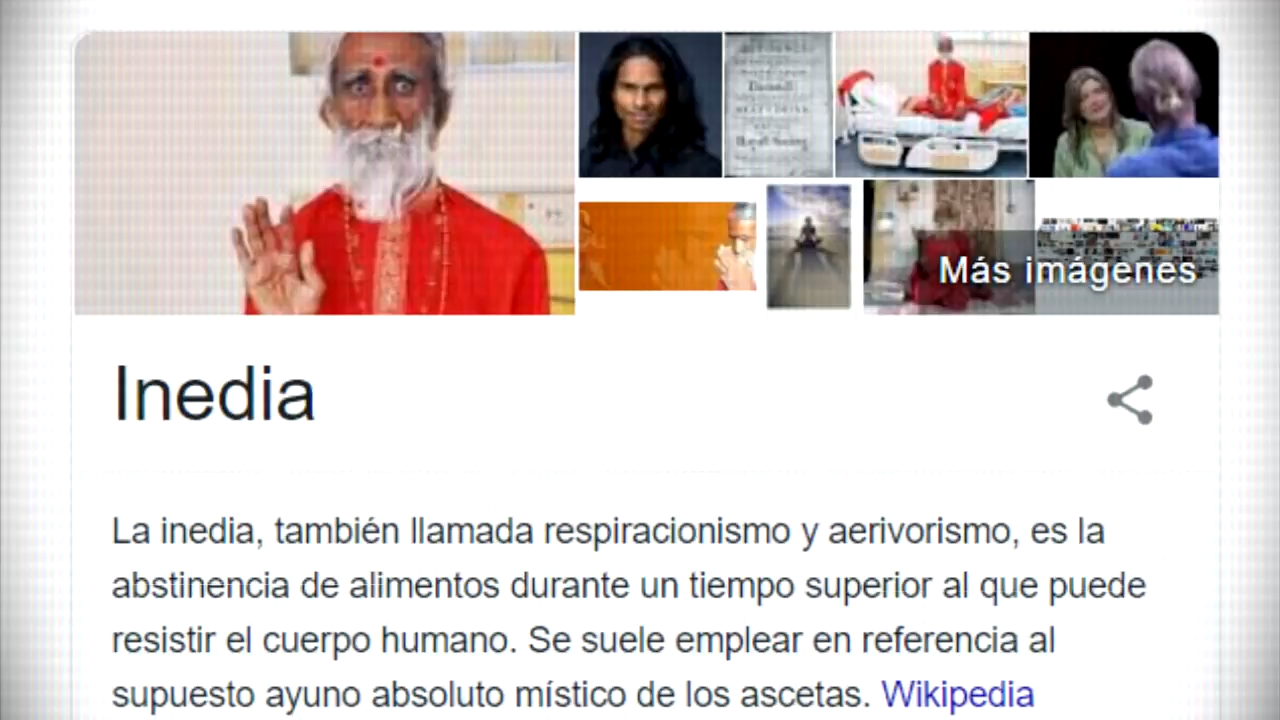 Más imágenes
Inedia
La inedia, también llamada respiracionismo y aerivorismo, es la
abstinencia de alimentos durante un tiempo superior al que puede
resistir el cuerpo humano. Se suele emplear en referencia al
supuesto ayuno absoluto místico de los ascetas. Wikipedia